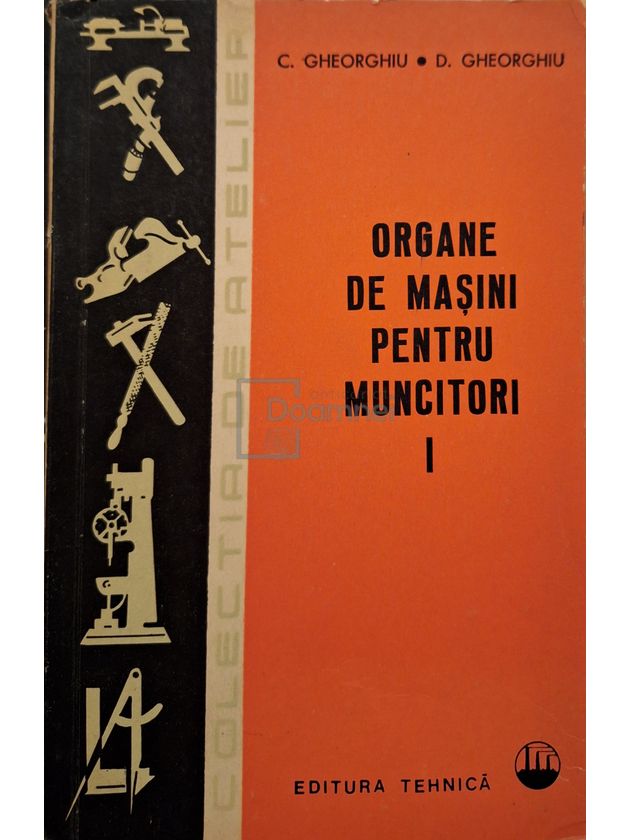 C. GHEORGHIU • D. GHEORGHIU
COLECȚIA DE ATELIER
ORGANE
DE MAȘINI
PENTRU
MUNCITORI
I
EDITURA TEHNICĂ